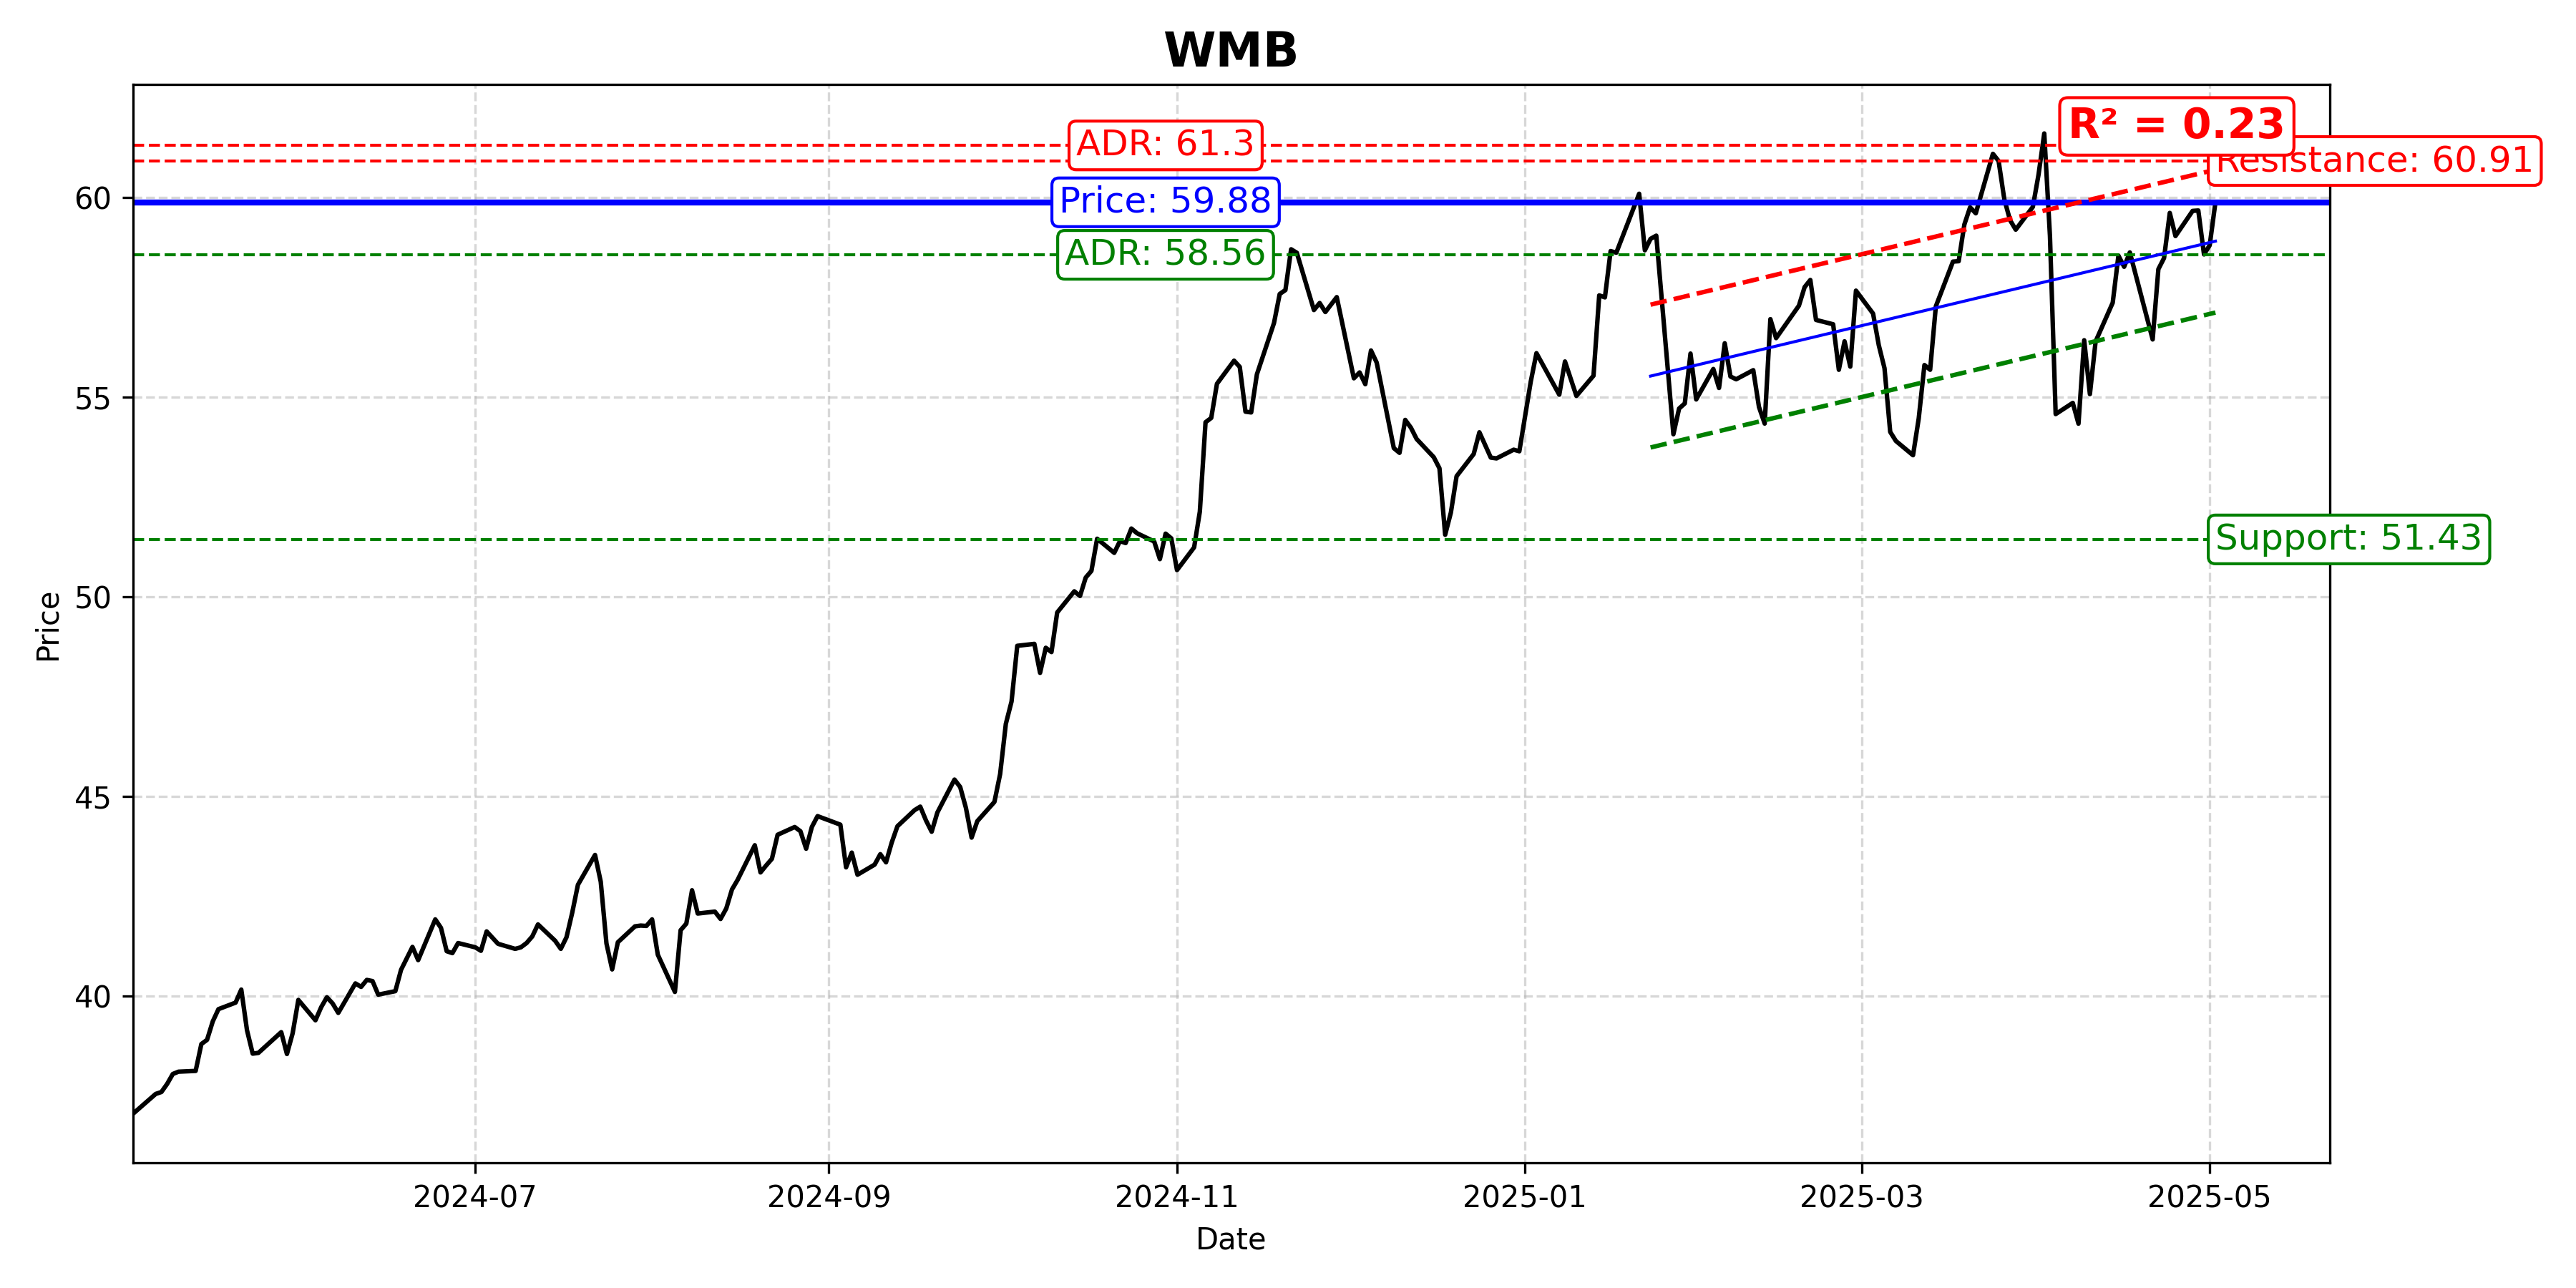 WMB
R² = 0.23
ADR: 61.3
Resistance: 60.91
Price: 59.88
ADR: 58.56
Support: 51.43
60
55
50
45
40
Price
2024-07
2024-09
2024-11
2025-01
2025-03
2025-05
Date